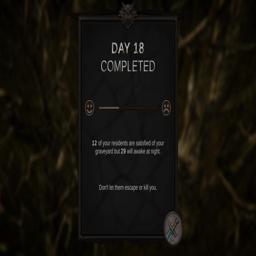 DAY 18
COMPLETED
12 of your residents are satisfied of your
graveyard but 29 will awake at night.
Don't let them escape or kill you.